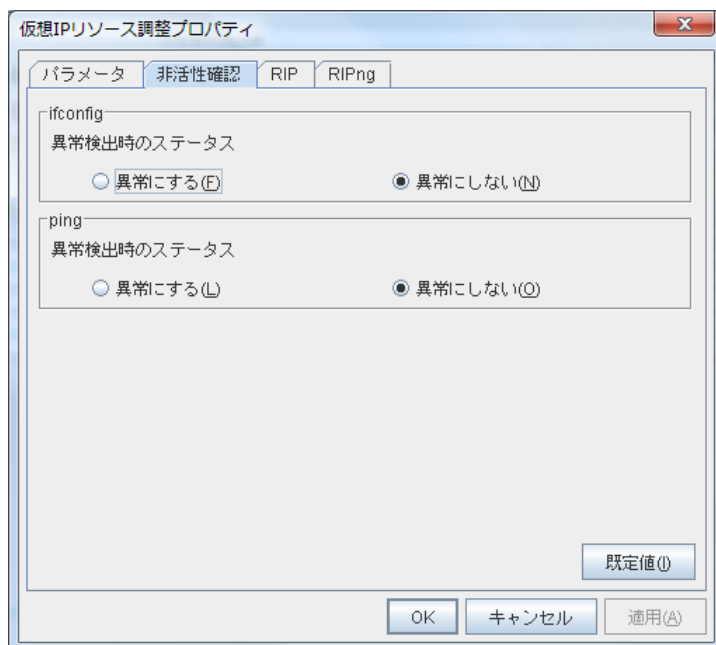 仮想IPリソース調整プロパティ
パラメータ 非活性確認 RIP RIPng
ifconfig
異常検出時のステータス
異常にする(F) 異常にしない(N)
ping
異常検出時のステータス
異常にする(L) 異常にしない(O)
既定値(I)
OK キャンセル 適用(A)